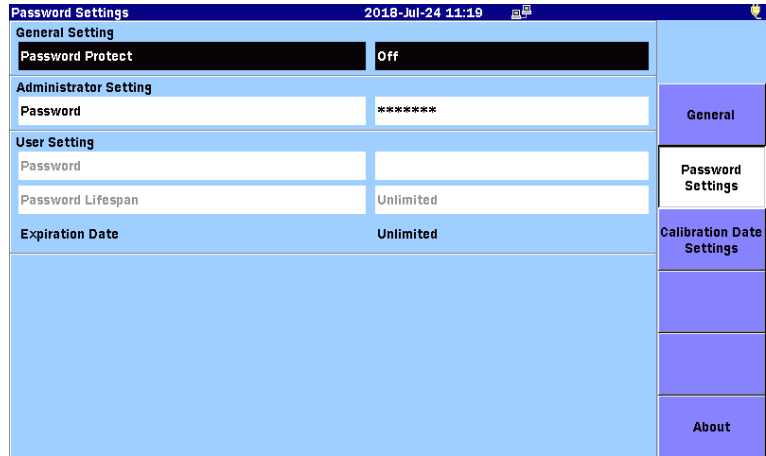 Password Settings 2018-Jul-24 11:19
General Setting
Password Protect Off
Administrator Setting
Password *******
User Setting
Password
Password Lifespan Unlimited
Expiration Date Unlimited
General
Password
Settings
Calibration Date
Settings
About